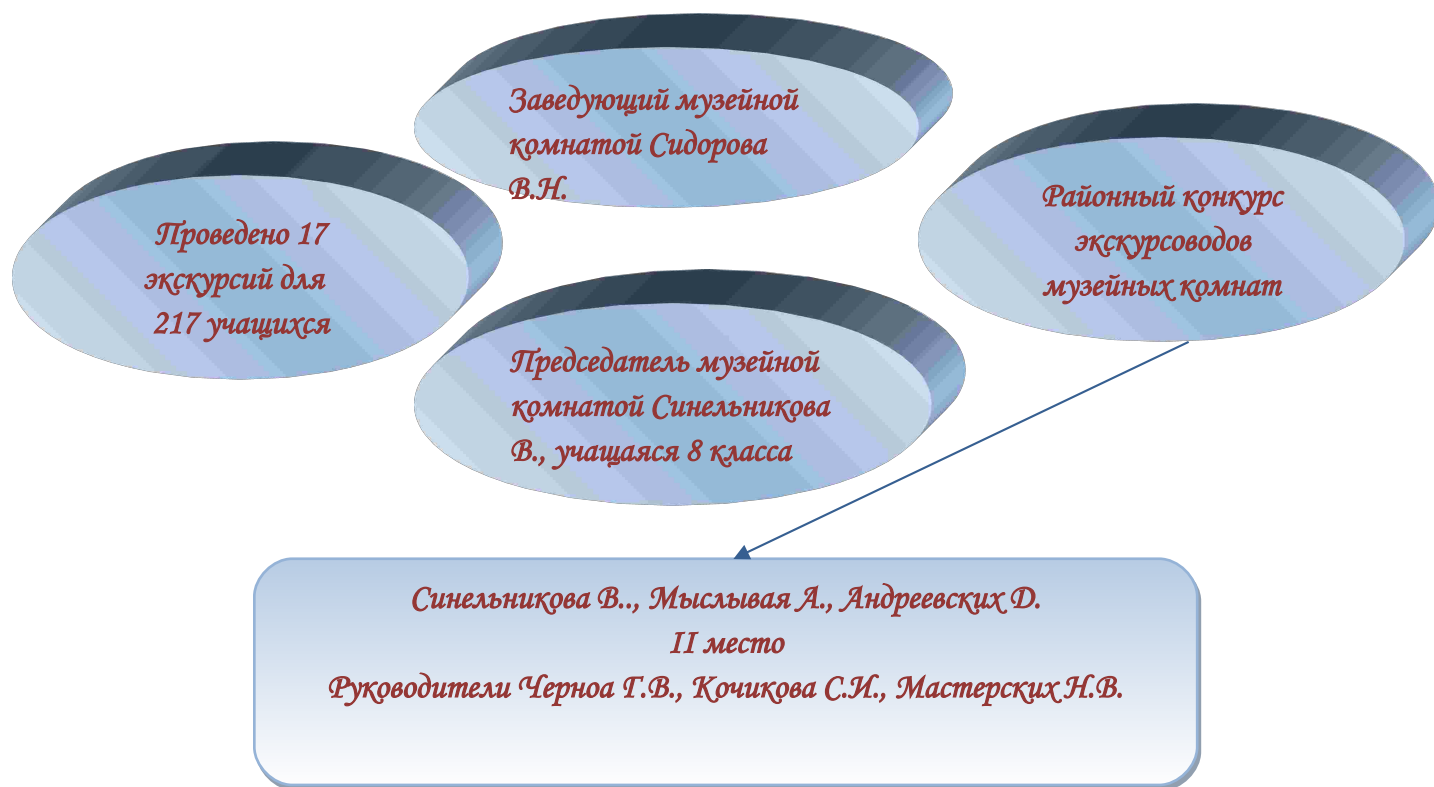 Заведующий музейной
комнатой Сидорова
В.Н.
Проведено 17
экскурсий для
217 учащихся
Районный конкурс
экскурсоводов
музейных комнат
Председатель музейной
комнатой Синельникова
В., учащаяся 8 класса
Синельникова В.., Мыслывая А., Андреевских Д.
II место
Руководители Черноа Г.В., Кочикова С.И., Мастерских Н.В.